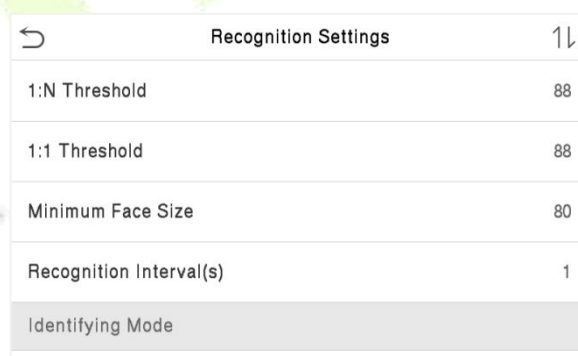 Recognition Settings
1:N Threshold 88
1:1 Threshold 88
Minimum Face Size 80
Recognition Interval(s) 1
Identifying Mode